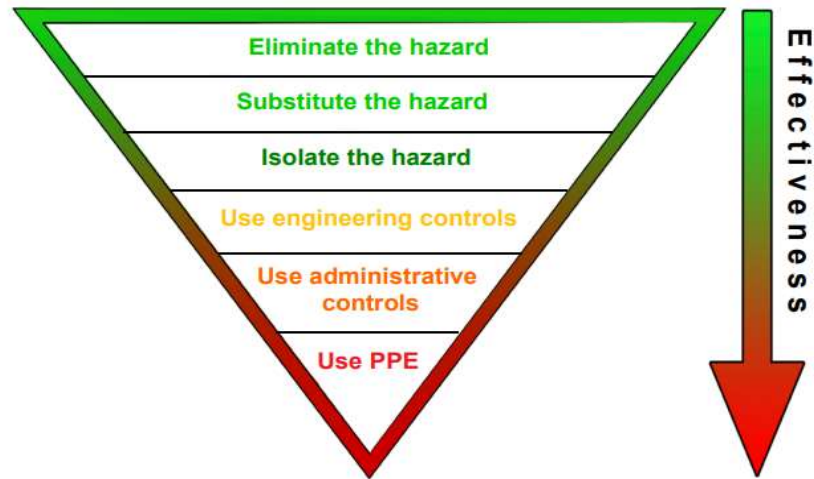 Eliminate the hazard
Substitute the hazard
Isolate the hazard
Use engineering controls
Use administrative
controls
Use PPE
Effectiveness